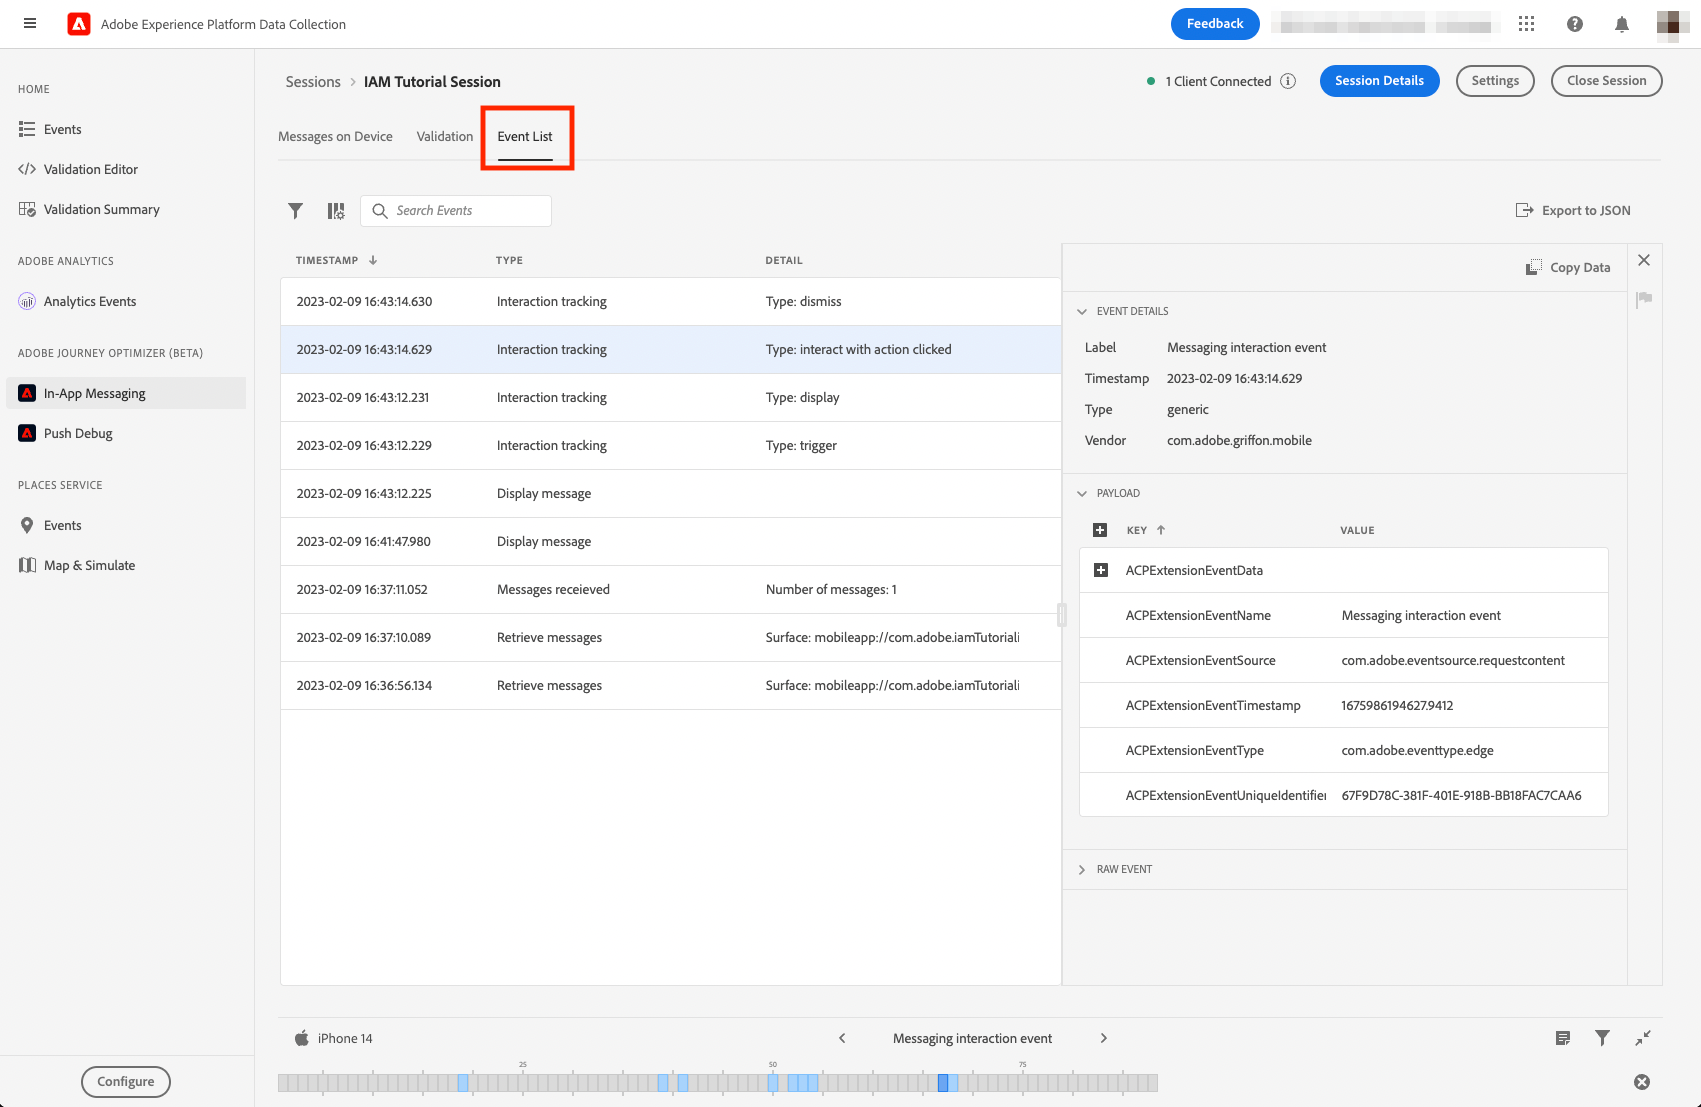 Adobe Experience Platform Data Collection
Feedback
HOME
Events
Validation Editor
Validation Summary
ADOBE ANALYTICS
Analytics Events
ADOBE JOURNEY OPTIMIZER (BETA)
In-App Messaging
Push Debug
PLACES SERVICE
Events
Map & Simulate
Configure
Sessions > IAM Tutorial Session
1 Client Connected
Session Details
Settings
Close Session
Messages on Device Validation Event List
Search Events
Export to JSON
TIMESTAMP TYPE DETAIL
2023-02-09 16:43:14.630 Interaction tracking Type: dismiss
2023-02-09 16:43:14.629 Interaction tracking Type: interact with action clicked
2023-02-09 16:43:12.231 Interaction tracking Type: display
2023-02-09 16:43:12.229 Interaction tracking Type: trigger
2023-02-09 16:43:12.225 Display message
2023-02-09 16:41:47.980 Display message
2023-02-09 16:37:11.052 Messages receieved Number of messages: 1
2023-02-09 16:37:10.089 Retrieve messages Surface: mobileapp://com.adobe.iamTutoriali
2023-02-09 16:36:56.134 Retrieve messages Surface: mobileapp://com.adobe.iamTutoriali
Copy Data
EVENT DETAILS
Label Messaging interaction event
Timestamp 2023-02-09 16:43:14.629
Type generic
Vendor com.adobe.griffon.mobile
PAYLOAD
KEY VALUE
ACPExtensionEventData
ACPExtensionEventName Messaging interaction event
ACPExtensionEventSource com.adobe.eventsource.requestcontent
ACPExtensionEventTimestamp 1675986194627.9412
ACPExtensionEventType com.adobe.eventtype.edge
ACPExtensionEventUniqueIdentifier 67F9D78C-381F-401E-918B-BB18FAC7CAA6
RAW EVENT
iPhone 14
Messaging interaction event
25 50 75